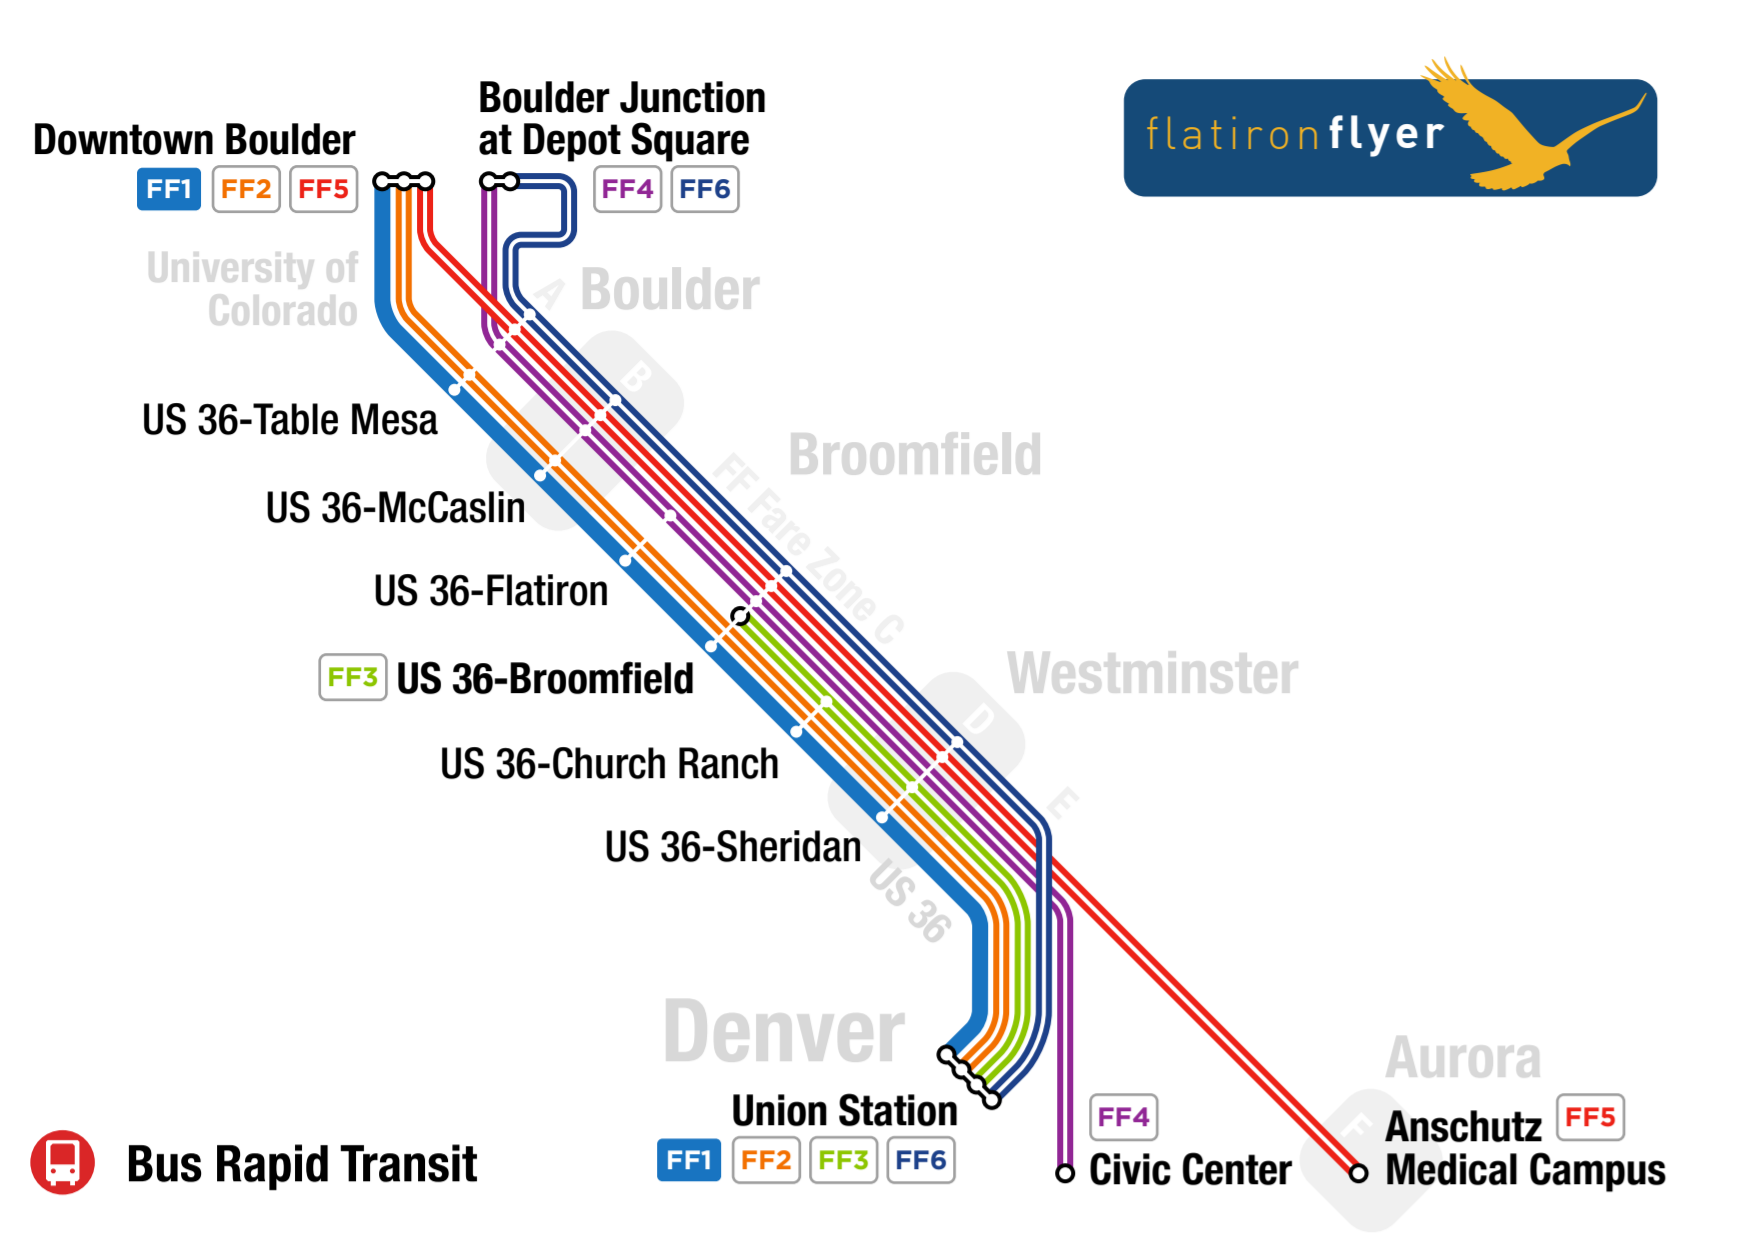 Boulder Junction
at Depot Square
Downtown Boulder
FF1 FF2 FF5
FF4 FF6
flatironflyer
University of
Colorado
A
Boulder
B
US 36-Table Mesa
Broomfield
FF Fare Zone C
US 36-McCaslin
US 36-Flatiron
FF3 US 36-Broomfield
Westminster
D
US 36-Church Ranch
E
US 36-Sheridan
US 36
Denver
Union Station
FF1 FF2 FF3 FF6
FF4
Civic Center
Aurora
F
Anschutz FF5
Medical Campus
Bus Rapid Transit